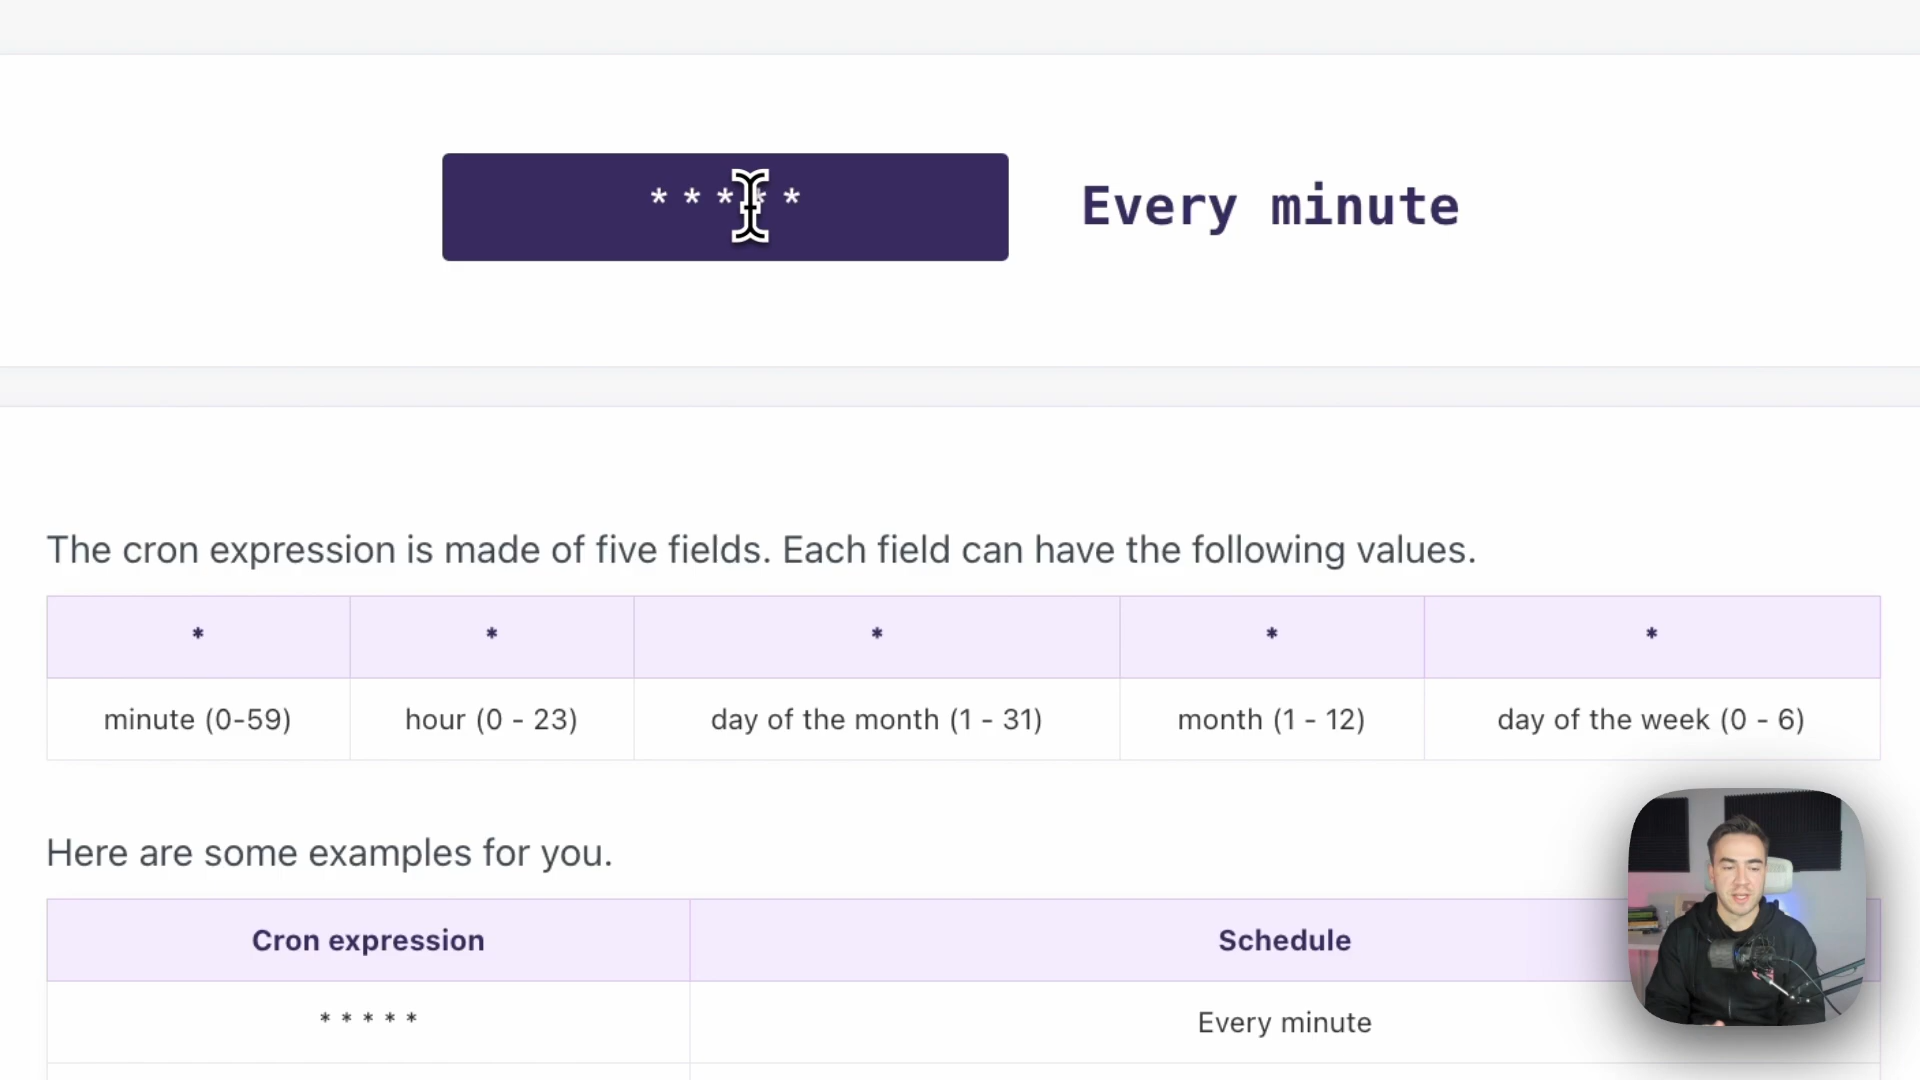 * * * * *
Every minute
The cron expression is made of five fields. Each field can have the following values.
* * * * *
minute (0-59) hour (0 - 23) day of the month (1 - 31) month (1 - 12) day of the week (0 - 6)
Here are some examples for you.
Cron expression Schedule
* * * * * Every minute